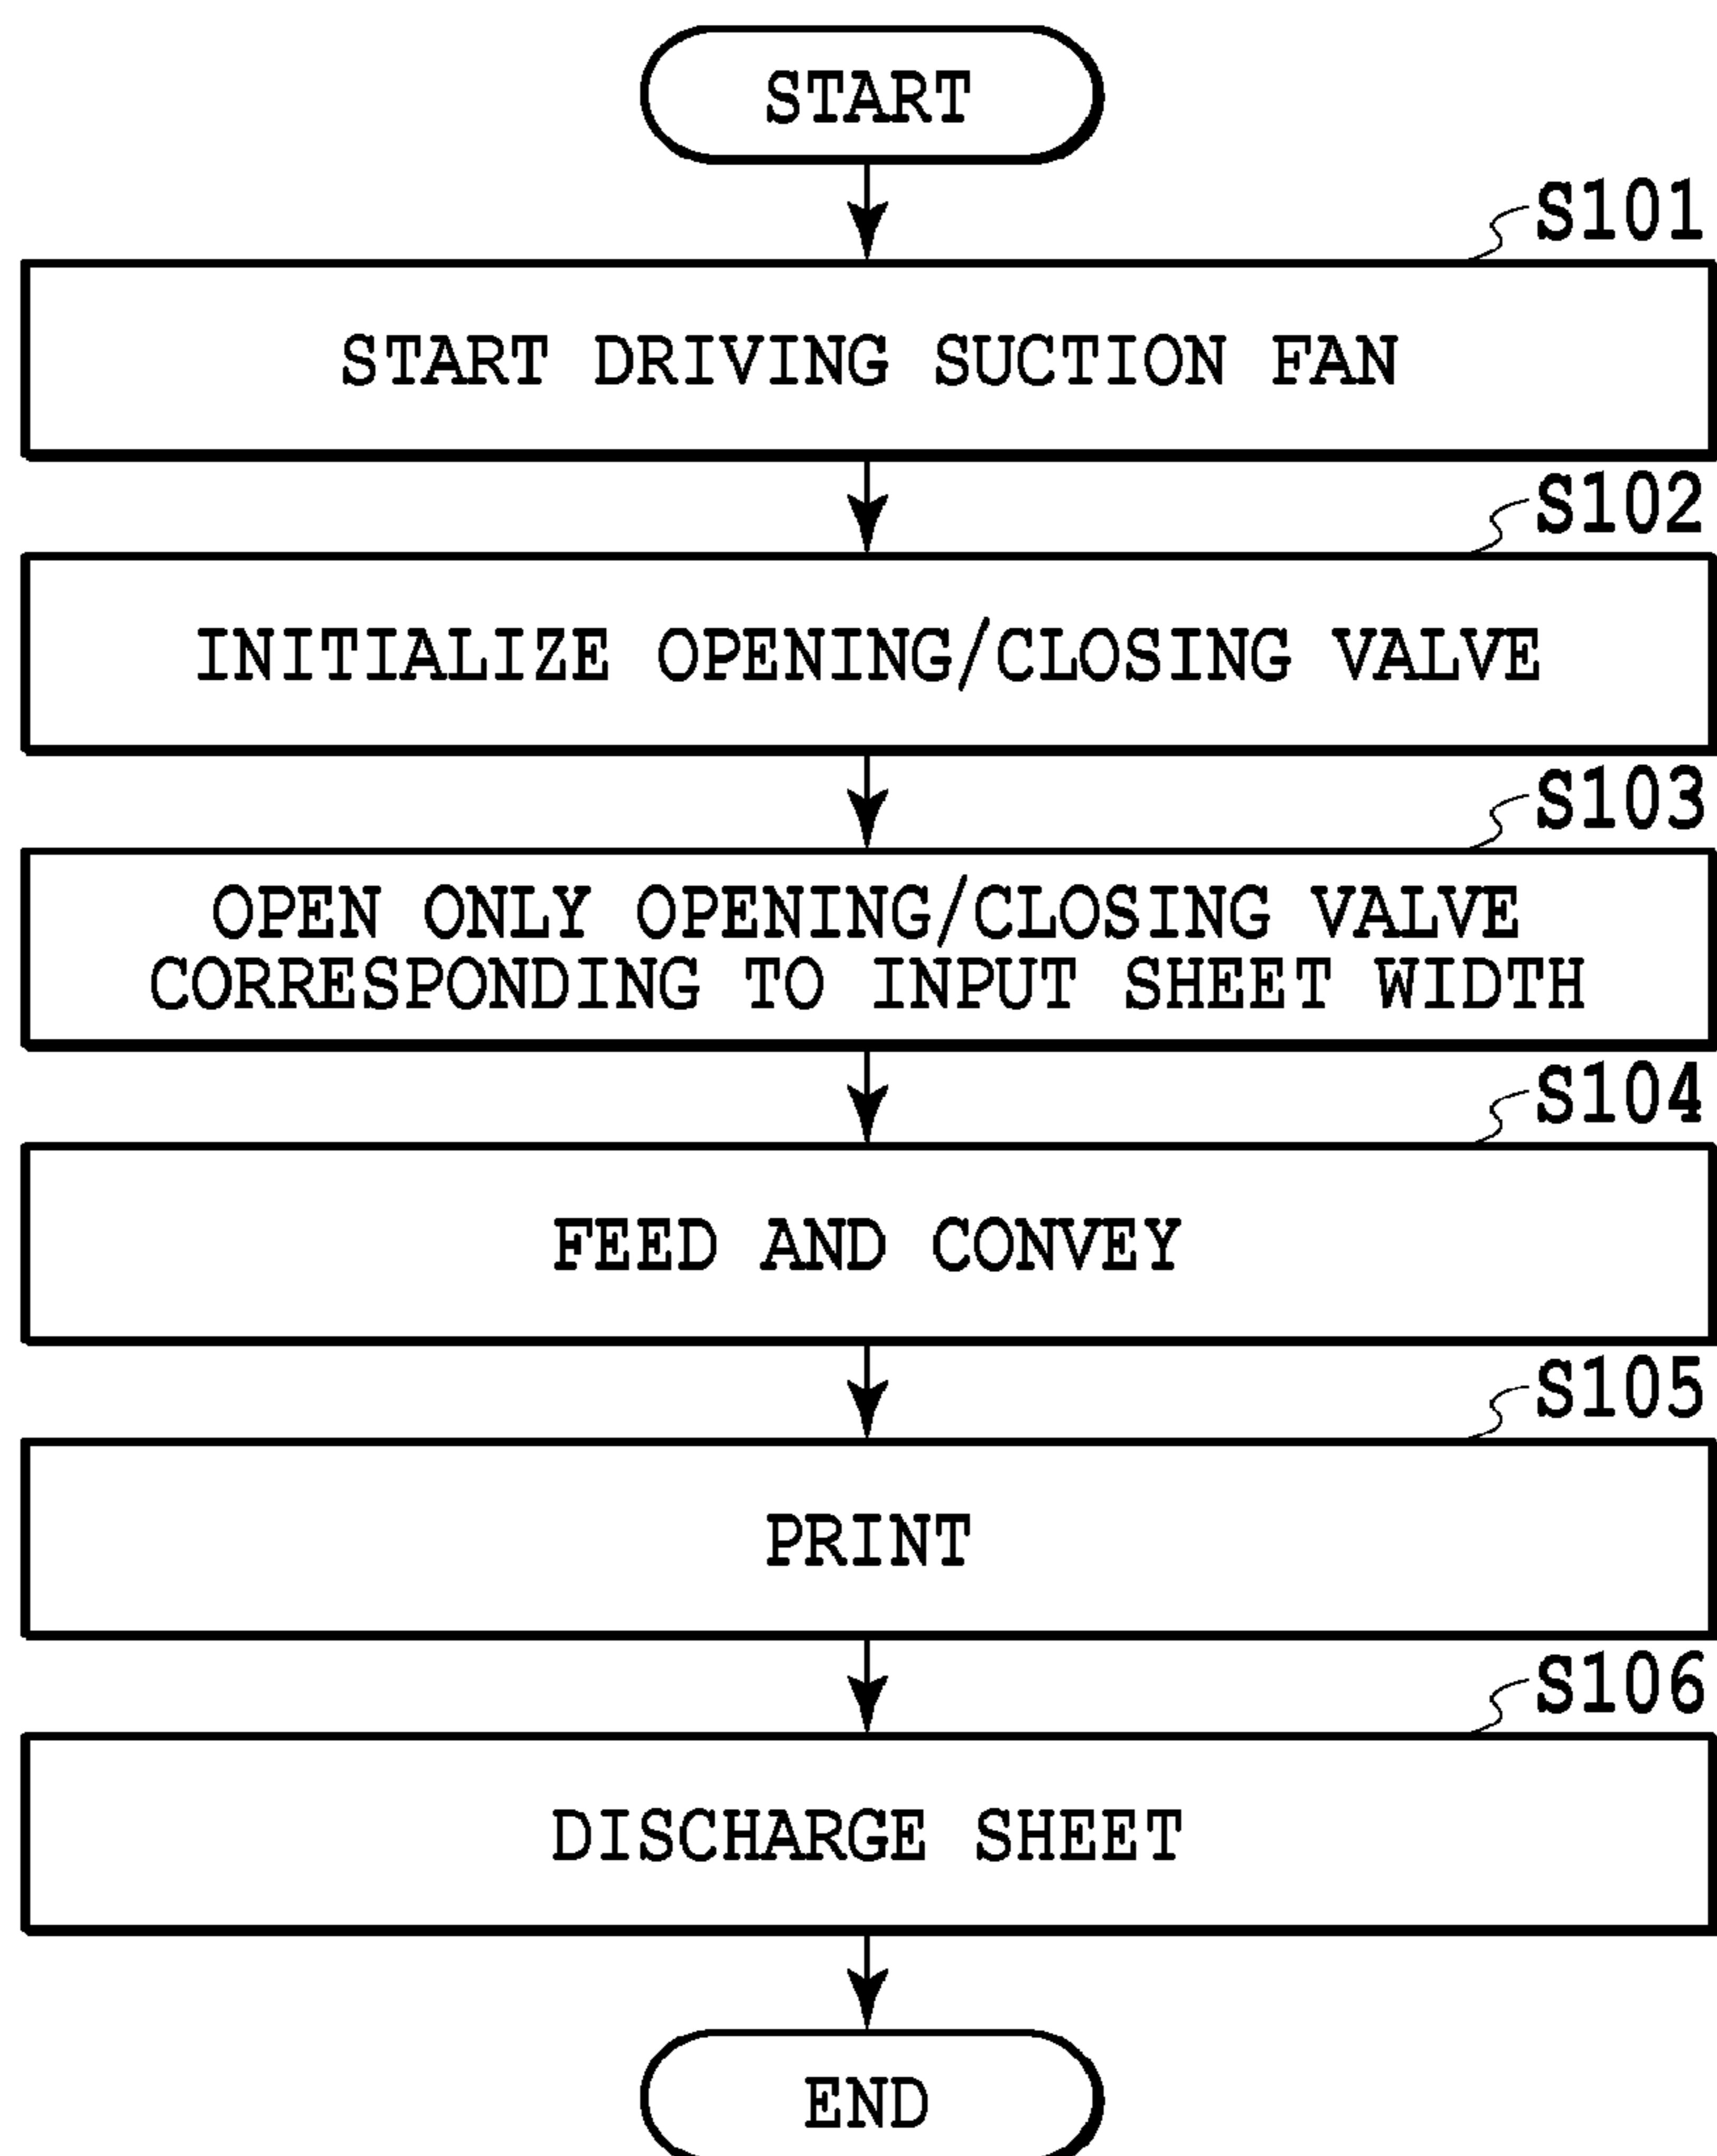 START
S101
START DRIVING SUCTION FAN
S102
INITIALIZE OPENING/CLOSING VALVE
S103
OPEN ONLY OPENING/CLOSING VALVE
CORRESPONDING TO INPUT SHEET WIDTH
S104
FEED AND CONVEY
S105
PRINT
S106
DISCHARGE SHEET
END